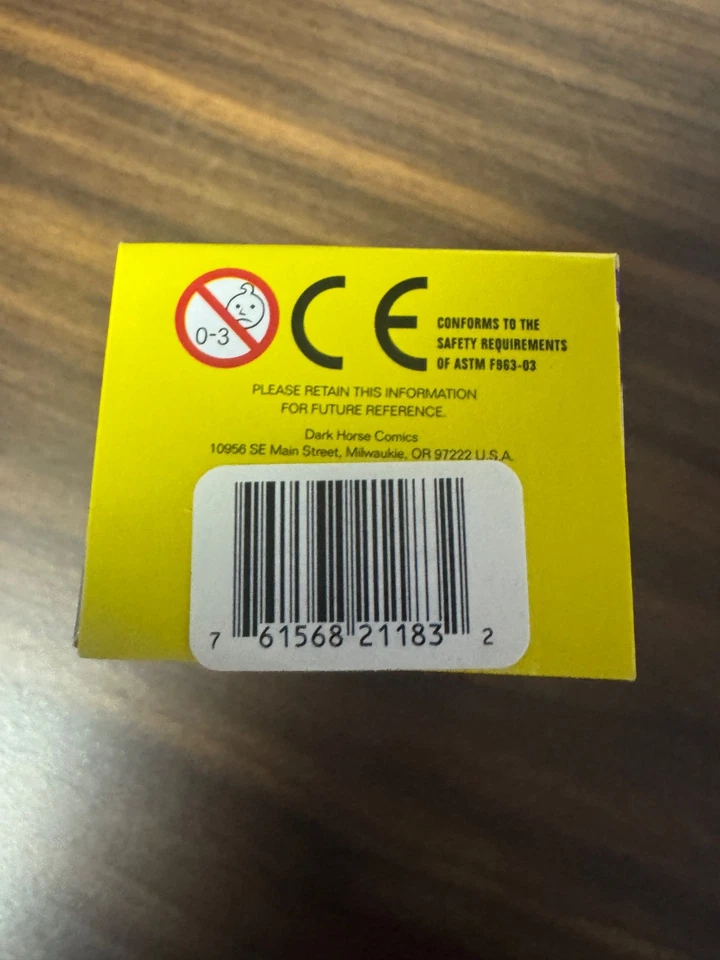 0-3
CE
CONFORMS TO THE
SAFETY REQUIREMENTS
OF ASTM F963-03
PLEASE RETAIN THIS INFORMATION
FOR FUTURE REFERENCE.
Dark Horse Comics
10956 SE Main Street, Milwaukie, OR 97222 U.S.A.
7 61568 21183 2